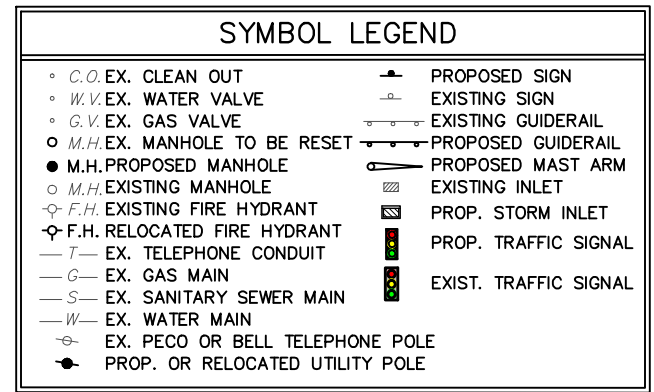 SYMBOL LEGEND
C.O. EX. CLEAN OUT
W.V. EX. WATER VALVE
G.V. EX. GAS VALVE
M.H. EX. MANHOLE TO BE RESET
M.H. PROPOSED MANHOLE
M.H. EXISTING MANHOLE
F.H. EXISTING FIRE HYDRANT
F.H. RELOCATED FIRE HYDRANT
T EX. TELEPHONE CONDUIT
G EX. GAS MAIN
S EX. SANITARY SEWER MAIN
W EX. WATER MAIN
EX. PECO OR BELL TELEPHONE POLE
PROP. OR RELOCATED UTILITY POLE
PROPOSED SIGN
EXISTING SIGN
EXISTING GUIDERAIL
PROPOSED GUIDERAIL
PROPOSED MAST ARM
EXISTING INLET
PROP. STORM INLET
PROP. TRAFFIC SIGNAL
EXIST. TRAFFIC SIGNAL